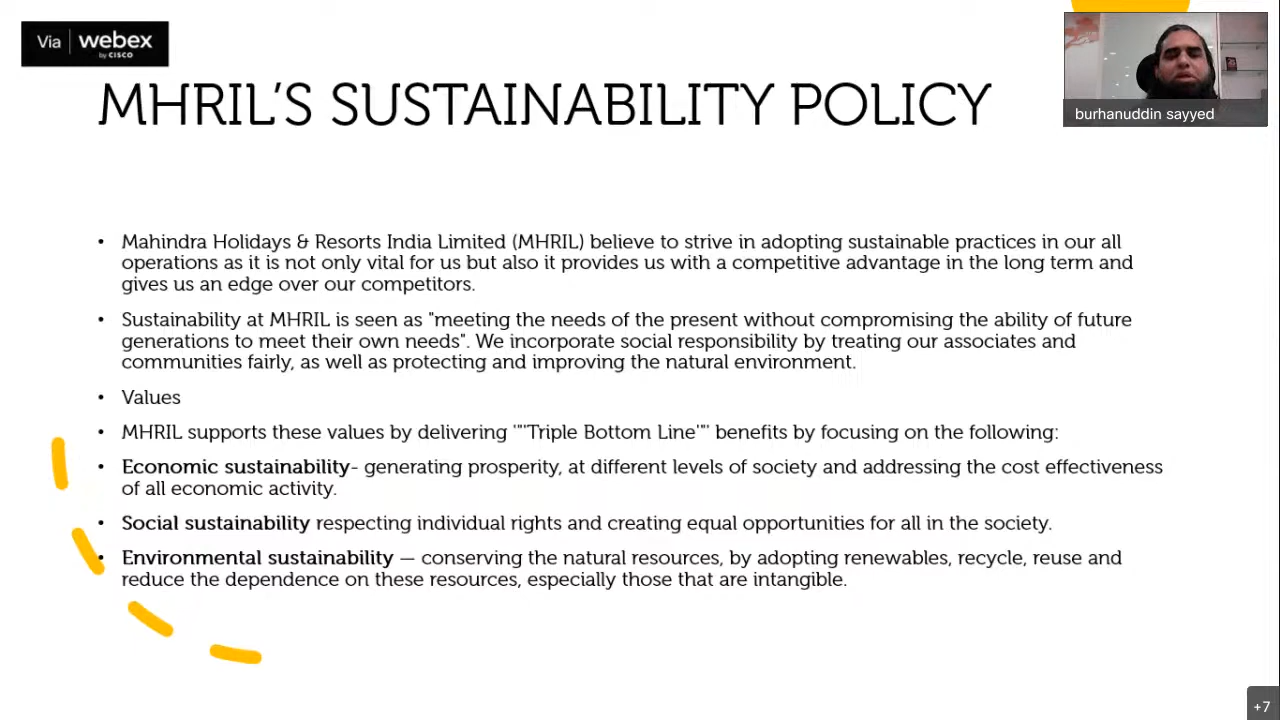 Via | webex
by CISCO
MHRIL'S SUSTAINABILITY POLICY
burhanuddin sayyed
• Mahindra Holidays & Resorts India Limited (MHRIL) believe to strive in adopting sustainable practices in our all
operations as it is not only vital for us but also it provides us with a competitive advantage in the long term and
gives us an edge over our competitors.
• Sustainability at MHRIL is seen as "meeting the needs of the present without compromising the ability of future
generations to meet their own needs". We incorporate social responsibility by treating our associates and
communities fairly, as well as protecting and improving the natural environment.
• Values
• MHRIL supports these values by delivering '"'"Triple Bottom Line'"'"' benefits by focusing on the following:
• Economic sustainability- generating prosperity, at different levels of society and addressing the cost effectiveness
of all economic activity.
• Social sustainability respecting individual rights and creating equal opportunities for all in the society.
• Environmental sustainability — conserving the natural resources, by adopting renewables, recycle, reuse and
reduce the dependence on these resources, especially those that are intangible.
+7